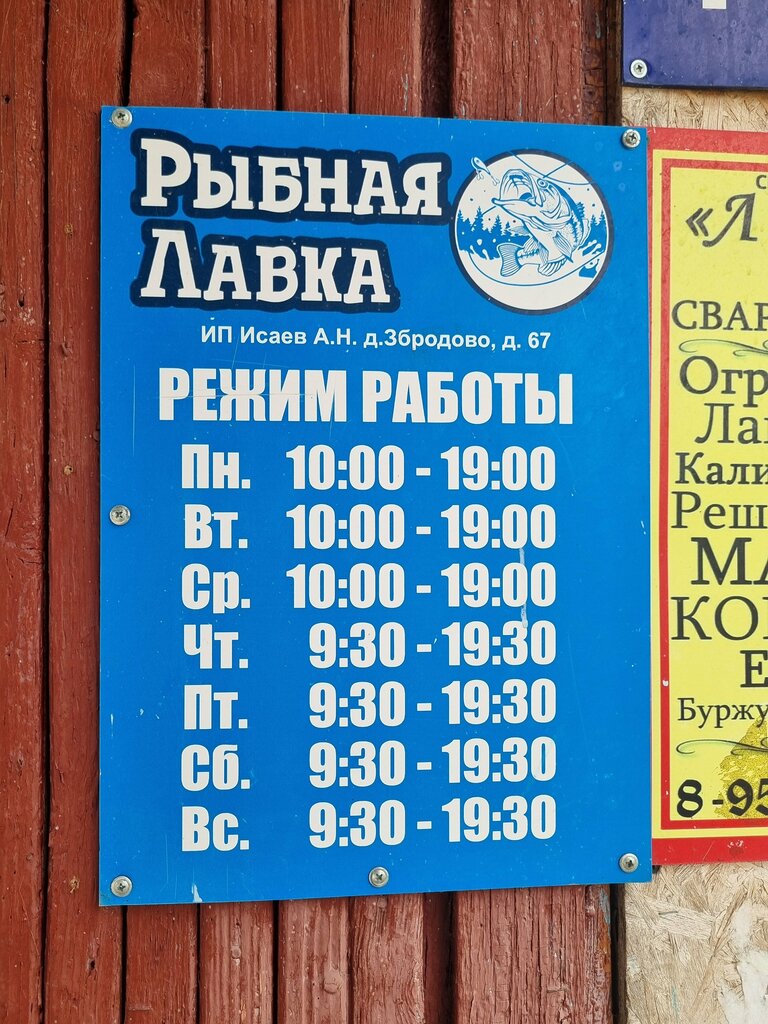 Рыбная
Лавка
ИП Исаев А.Н. д.Збродово, д. 67
РЕЖИМ РАБОТЫ
Пн. 10:00 - 19:00
Вт. 10:00 - 19:00
Ср. 10:00 - 19:00
Чт. 9:30 - 19:30
Пт. 9:30 - 19:30
Сб. 9:30 - 19:30
Вс. 9:30 - 19:30